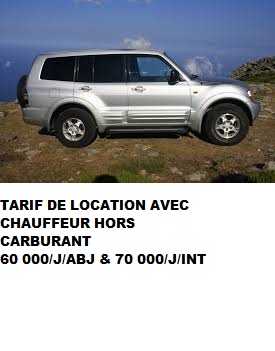 TARIF DE LOCATION AVEC
CHAUFFEUR HORS
CARBURANT
60 000/J/ABJ & 70 000/J/INT